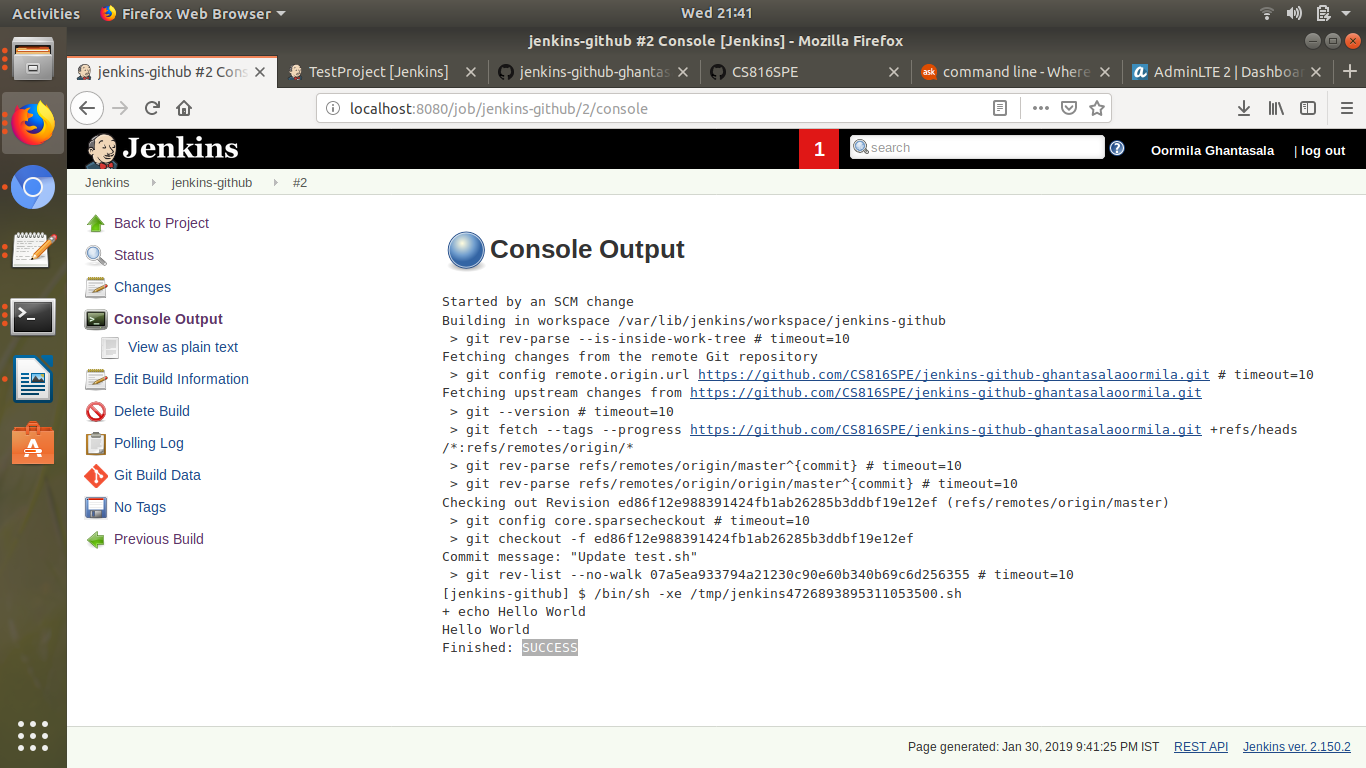 Activities Firefox Web Browser Wed 21:41
jenkins-github #2 Console [Jenkins] - Mozilla Firefox
jenkins-github #2 Cons TestProject [Jenkins] jenkins-github-ghantas CS816SPE ask command line - Where AdminLTE 2 | Dashboa
localhost:8080/job/jenkins-github/2/console
Jenkins 1 search Oormila Ghantasala | log out
Jenkins jenkins-github #2
Back to Project
Status
Changes
Console Output
View as plain text
Edit Build Information
Delete Build
Polling Log
Git Build Data
No Tags
Previous Build
Console Output
Started by an SCM change
Building in workspace /var/lib/jenkins/workspace/jenkins-github
> git rev-parse --is-inside-work-tree # timeout=10
Fetching changes from the remote Git repository
> git config remote.origin.url https://github.com/CS816SPE/jenkins-github-ghantasalaoormila.git # timeout=10
Fetching upstream changes from https://github.com/CS816SPE/jenkins-github-ghantasalaoormila.git
> git --version # timeout=10
> git fetch --tags --progress https://github.com/CS816SPE/jenkins-github-ghantasalaoormila.git +refs/heads
/*:refs/remotes/origin/*
> git rev-parse refs/remotes/origin/master^{commit} # timeout=10
> git rev-parse refs/remotes/origin/origin/master^{commit} # timeout=10
Checking out Revision ed86f12e988391424fb1ab26285b3ddbf19e12ef (refs/remotes/origin/master)
> git config core.sparsecheckout # timeout=10
> git checkout -f ed86f12e988391424fb1ab26285b3ddbf19e12ef
Commit message: "Update test.sh"
> git rev-list --no-walk 07a5ea933794a21230c90e60b340b69c6d256355 # timeout=10
[jenkins-github] $ /bin/sh -xe /tmp/jenkins4726893895311053500.sh
+ echo Hello World
Hello World
Finished: SUCCESS
Page generated: Jan 30, 2019 9:41:25 PM IST REST API Jenkins ver. 2.150.2